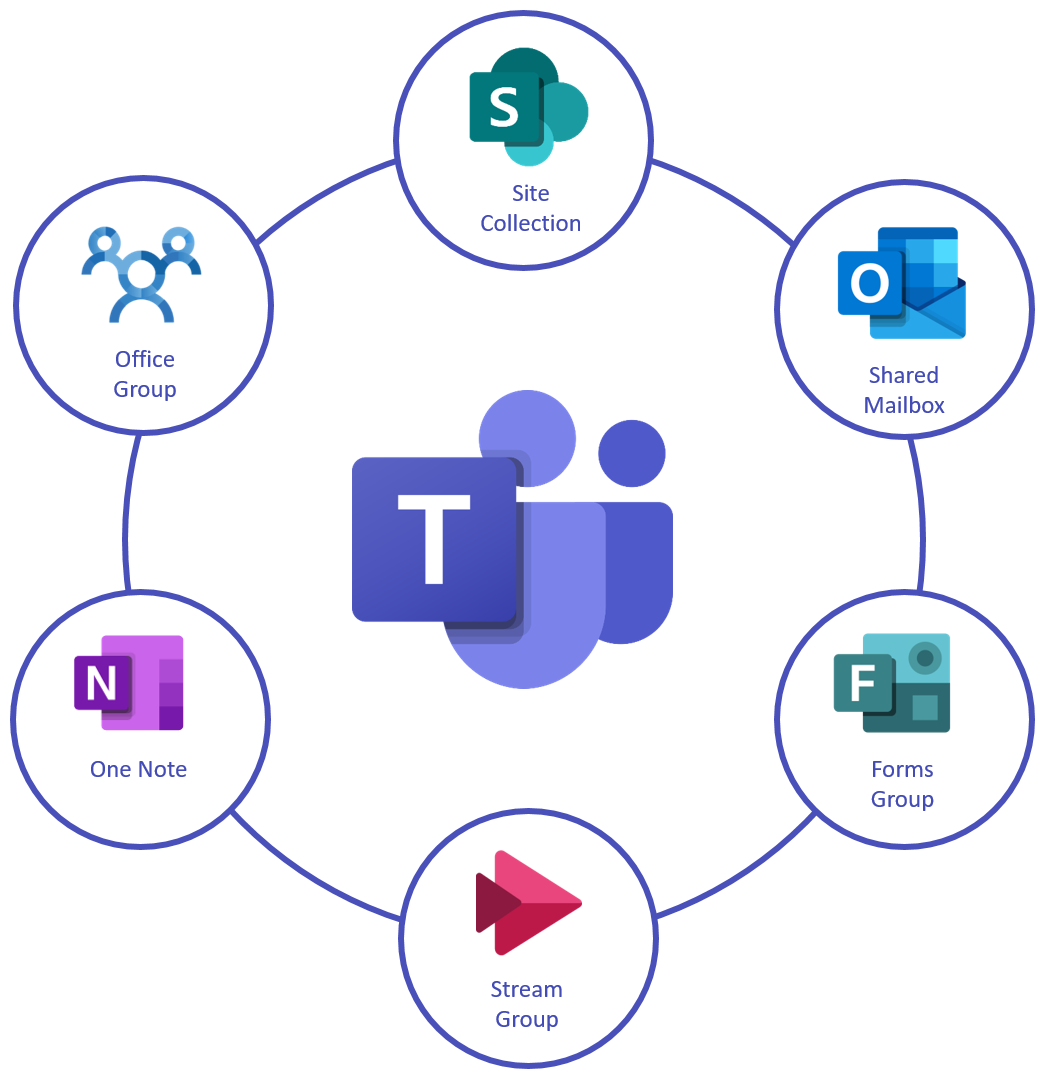 S
Site
Collection
Office
Group
O
Shared
Mailbox
T
N
One Note
F
Forms
Group
Stream
Group